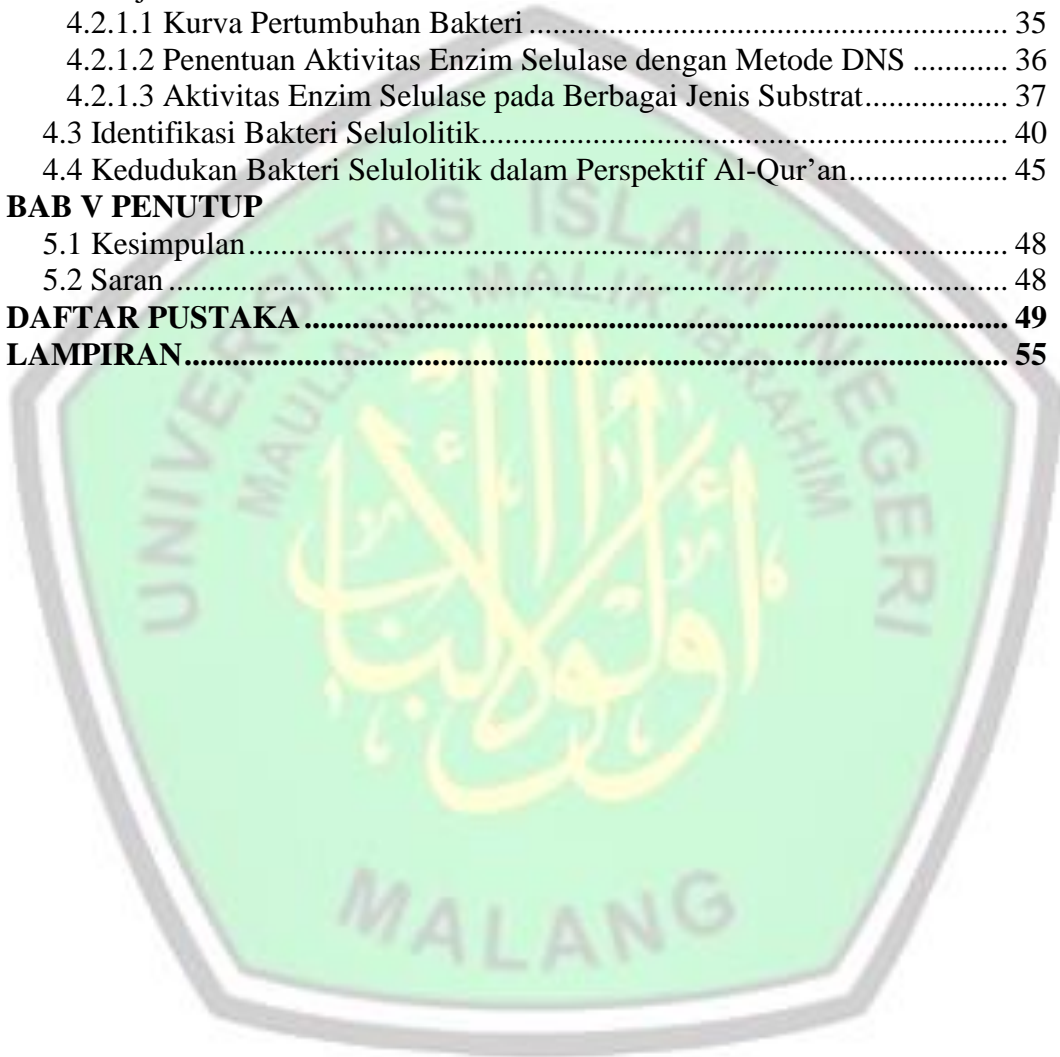 4.2.1.1 Kurva Pertumbuhan Bakteri ............................................................. 35
4.2.1.2 Penentuan Aktivitas Enzim Selulase dengan Metode DNS ............ 36
4.2.1.3 Aktivitas Enzim Selulase pada Berbagai Jenis Substrat .................. 37
4.3 Identifikasi Bakteri Selulolitik ................................................................... 40
4.4 Kedudukan Bakteri Selulolitik dalam Perspektif Al-Qur’an .................... 45
BAB V PENUTUP
5.1 Kesimpulan ................................................................................................. 48
5.2 Saran ........................................................................................................... 48
DAFTAR PUSTAKA .......................................................................................... 49
LAMPIRAN ......................................................................................................... 55
UNIVERSITAS ISLAM NEGERI
MAULANA MALIK IBRAHIM
MALANG